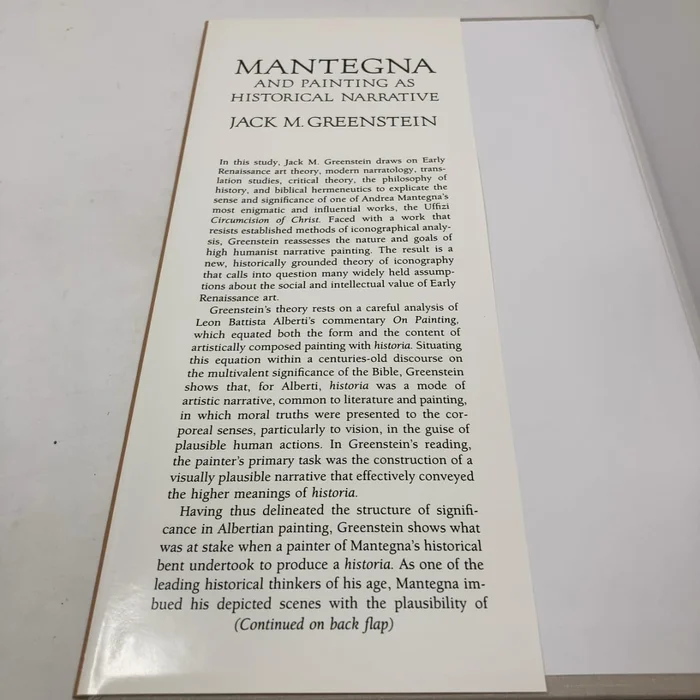 MANTEGNA
AND PAINTING AS
HISTORICAL NARRATIVE
JACK M. GREENSTEIN
In this study, Jack M. Greenstein draws on Early
Renaissance art theory, modern narratology, trans-
lation studies, critical theory, the philosophy of
history, and biblical hermeneutics to explicate the
sense and significance of one of Andrea Mantegna's
most enigmatic and influential works, the Uffizi
Circumcision of Christ. Faced with a work that
resists established methods of iconographical analy-
sis, Greenstein reassesses the nature and goals of
high humanist narrative painting. The result is a
new, historically grounded theory of iconography
that calls into question many widely held assump-
tions about the social and intellectual value of Early
Renaissance art.
Greenstein's theory rests on a careful analysis of
Leon Battista Alberti's commentary On Painting,
which equated both the form and the content of
artistically composed painting with historia. Situating
this equation within a centuries-old discourse on
the multivalent significance of the Bible, Greenstein
shows that, for Alberti, historia was a mode of
artistic narrative, common to literature and painting,
in which moral truths were presented to the cor-
poreal senses, particularly to vision, in the guise of
plausible human actions. In Greenstein's reading,
the painter's primary task was the construction of a
visually plausible narrative that effectively conveyed
the higher meanings of historia.
Having thus delineated the structure of signifi-
cance in Albertian painting, Greenstein shows what
was at stake when a painter of Mantegna's historical
bent undertook to produce a historia. As one of the
leading historical thinkers of his age, Mantegna im-
bued his depicted scenes with the plausibility of
(Continued on back flap)